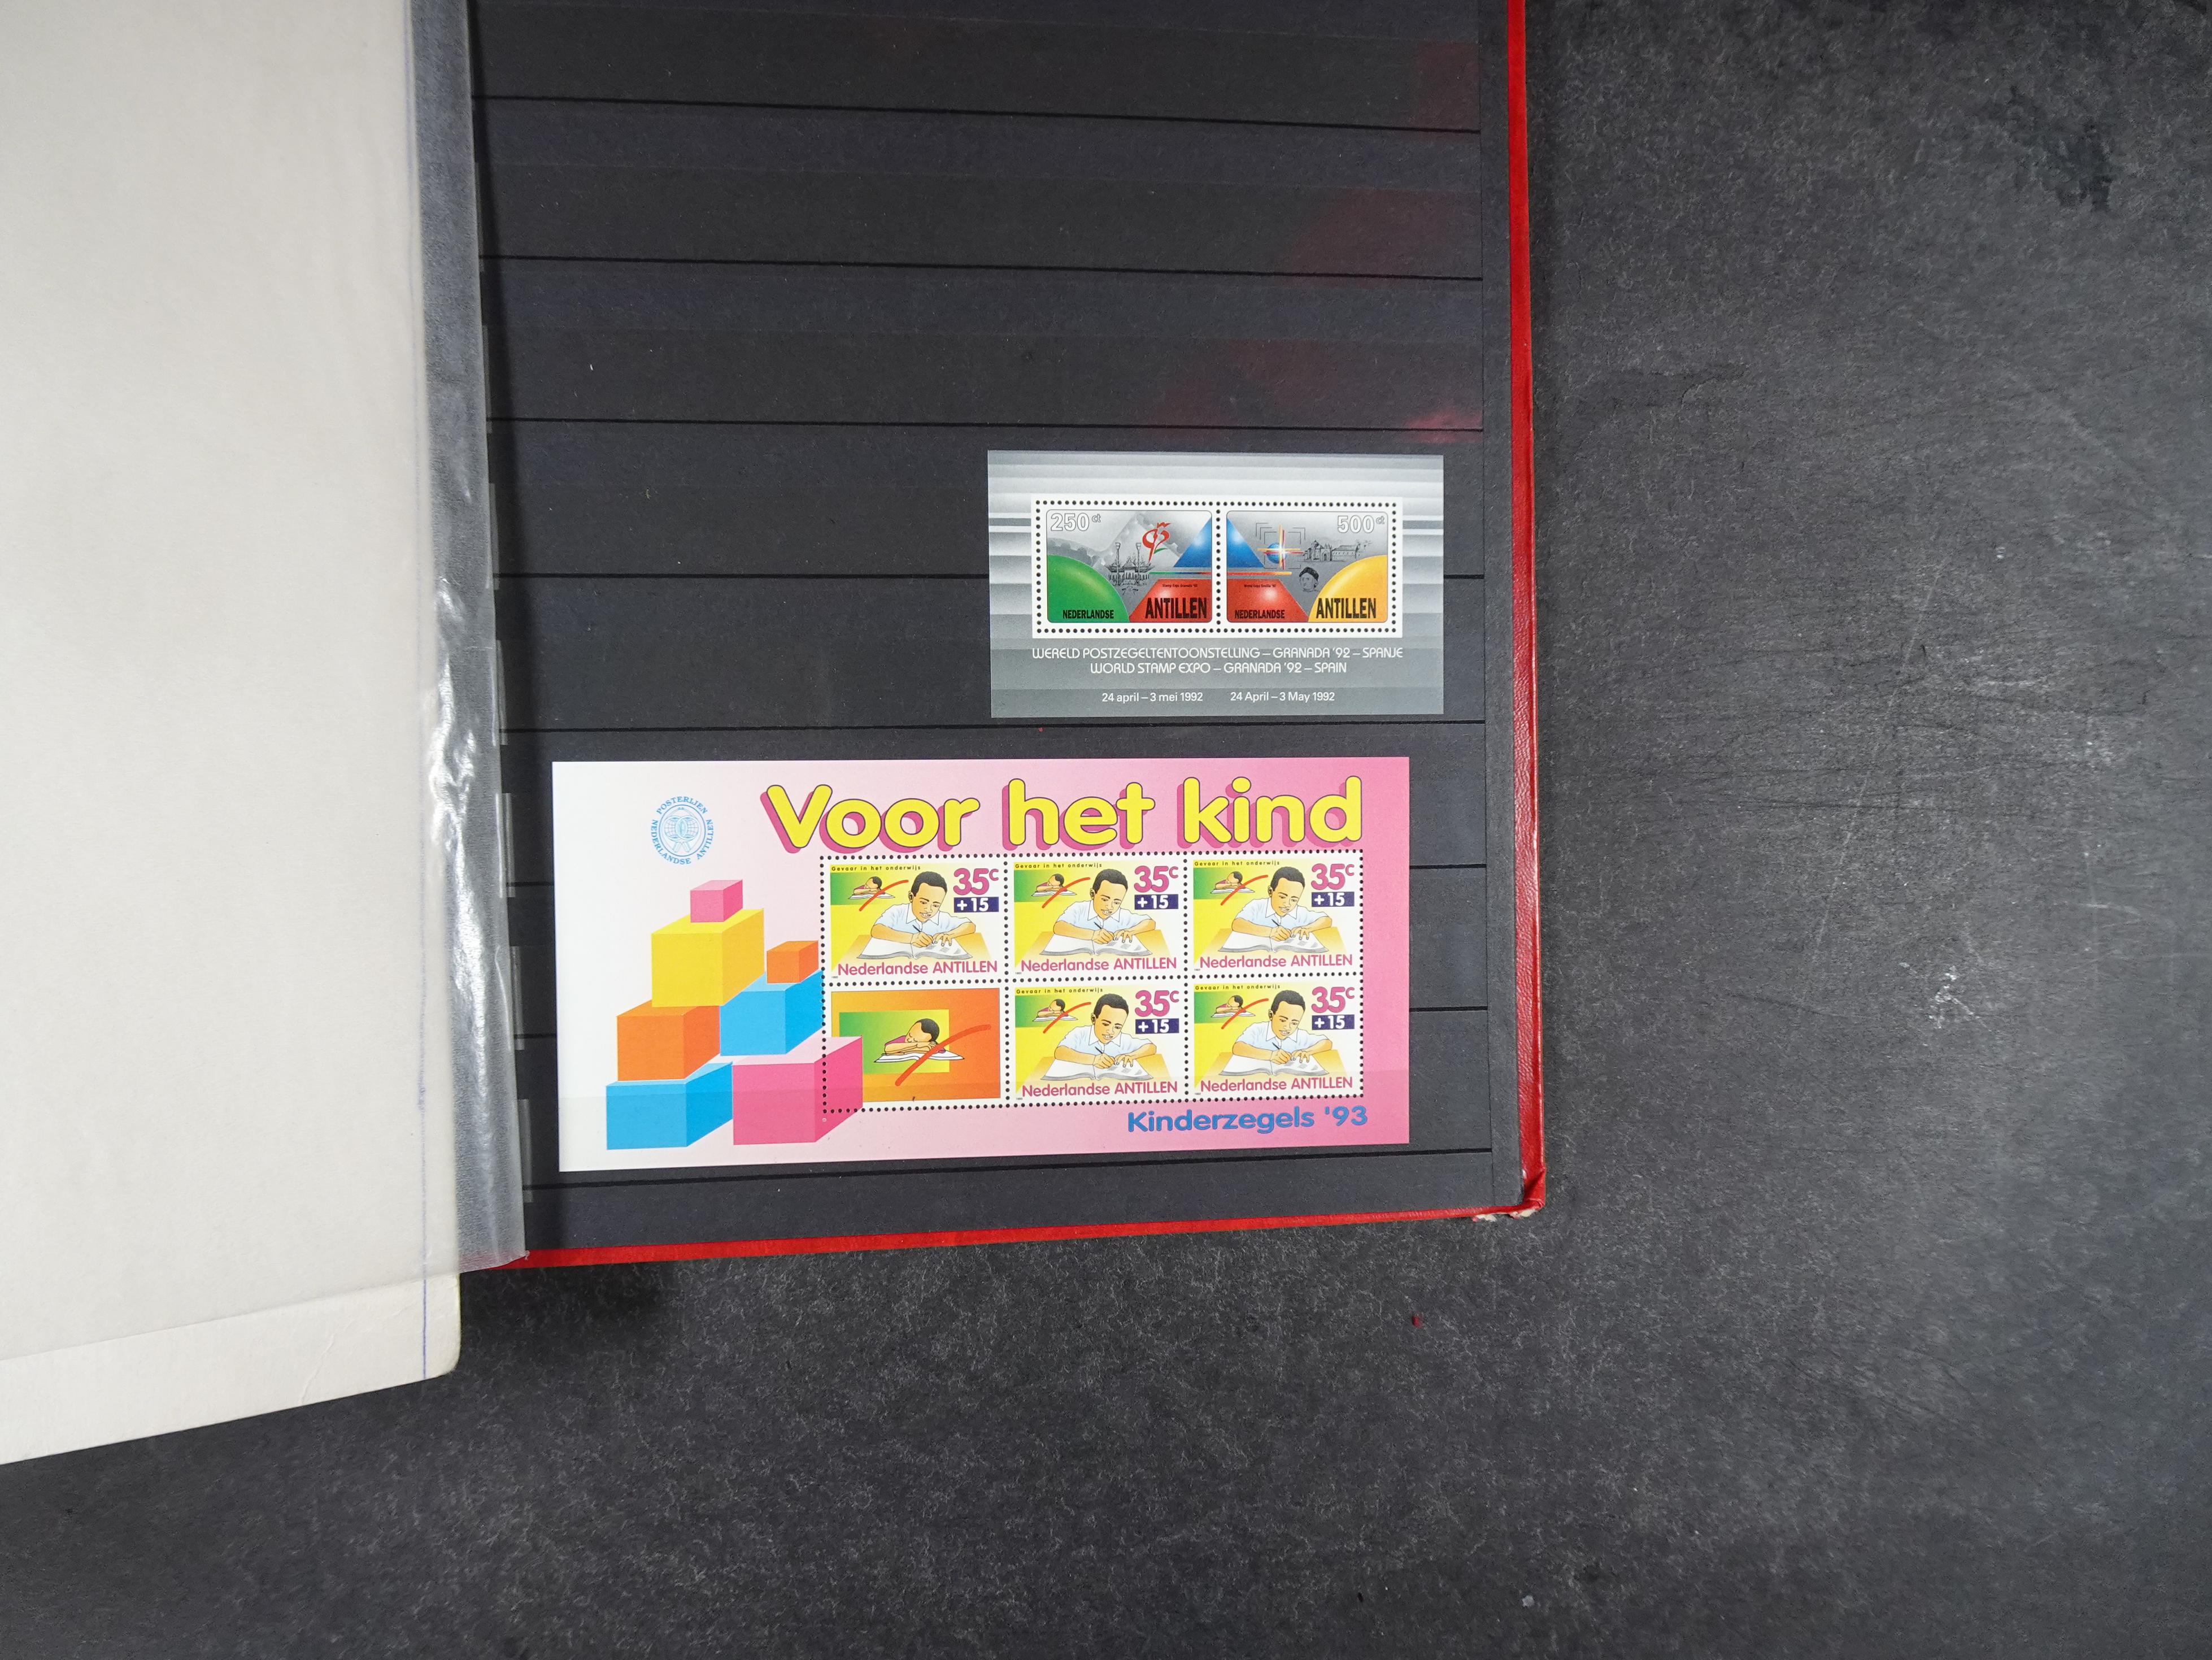 250ct
500ct
NEDERLANDSE ANTILLEN
NEDERLANDSE ANTILLEN
WERELD POSTZEGELTENTOONSTELLING – GRANADA '92 – SPANJE
WORLD STAMP EXPO – GRANADA '92 – SPAIN
24 april – 3 mei 1992 24 April – 3 May 1992
Voor het kind
POSTERIJEN
NEDERLANDSE ANTILLEN
Gevaar in het onderwijs
35c
+15
Nederlandse ANTILLEN
Gevaar in het onderwijs
35c
+15
Nederlandse ANTILLEN
Gevaar in het onderwijs
35c
+15
Nederlandse ANTILLEN
Gevaar in het onderwijs
35c
+15
Nederlandse ANTILLEN
Gevaar in het onderwijs
35c
+15
Nederlandse ANTILLEN
Kinderzegels '93